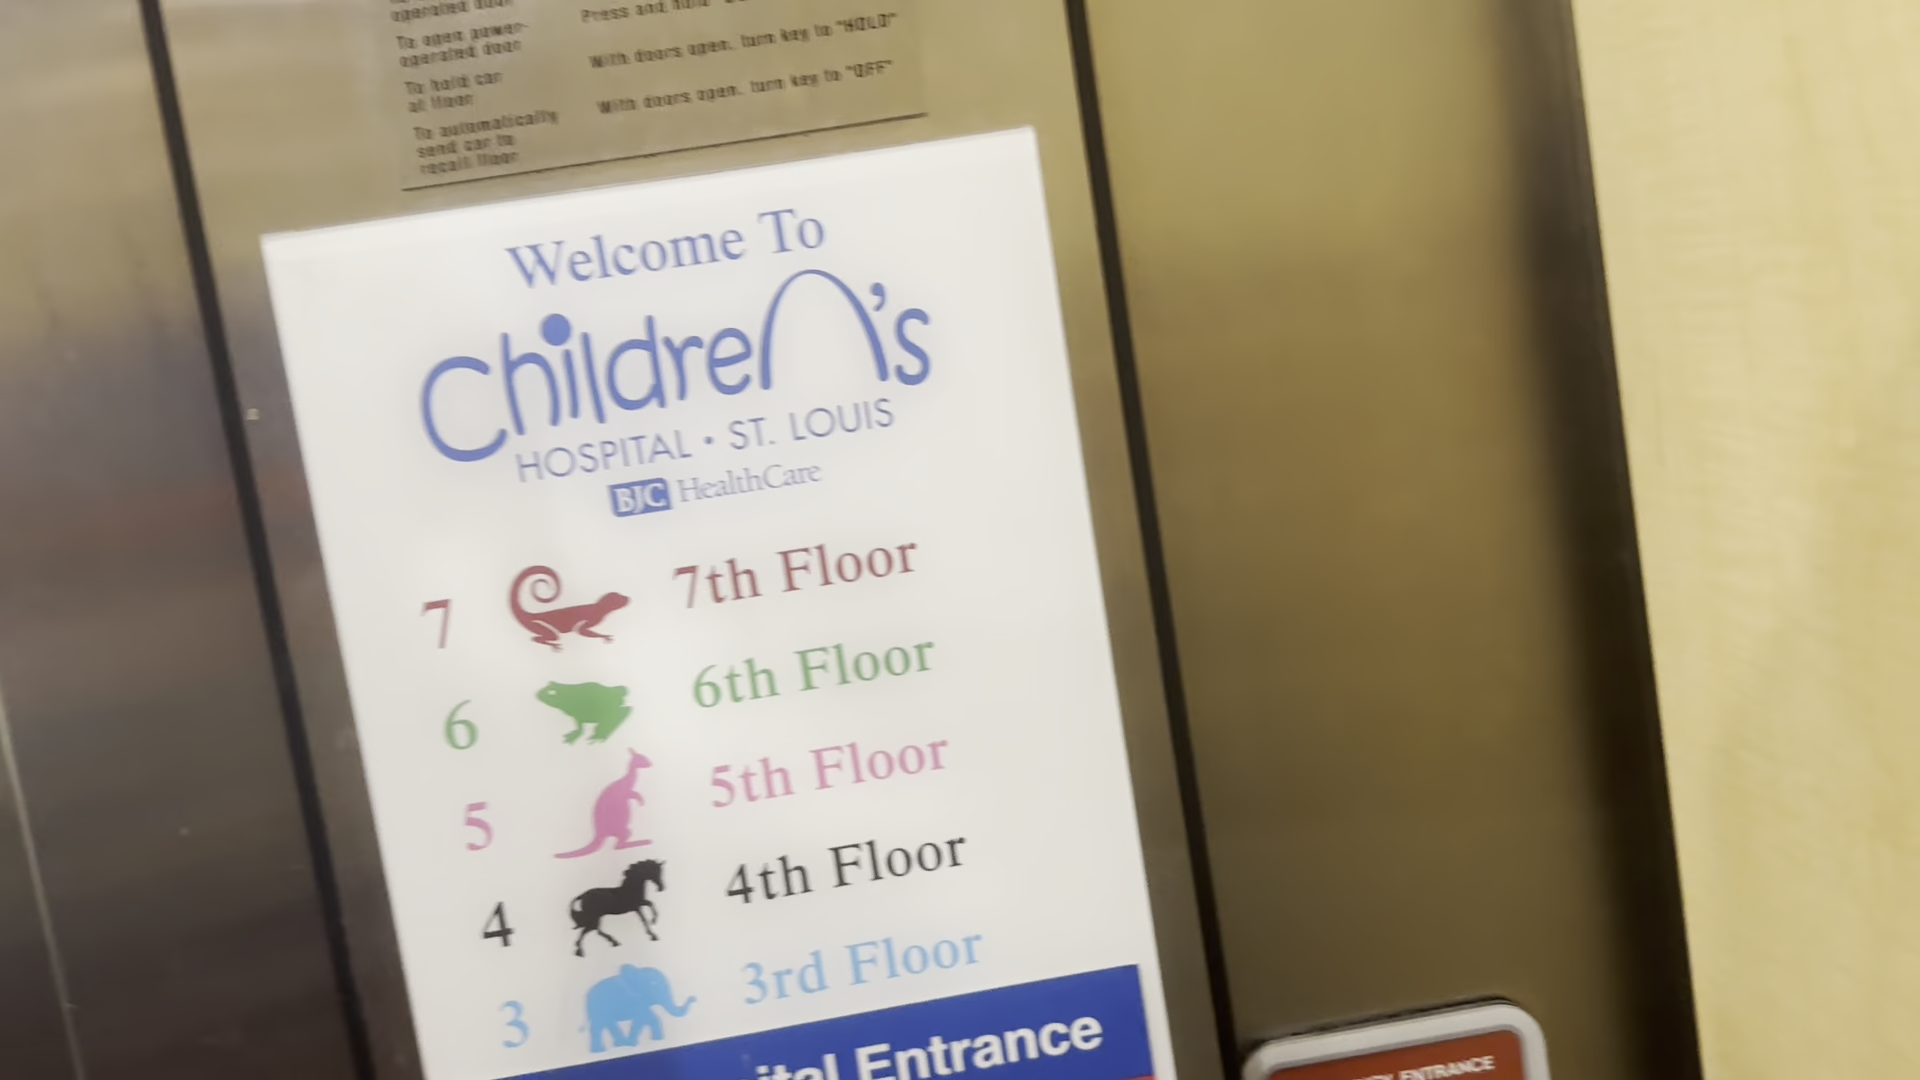 To open power-
operated door
To hold car
at floor
To automatically
send car to
recall floor
Press and hold
With doors open, turn key to "HOLD"
With doors open, turn key to "OFF"
Welcome To
Children's
HOSPITAL • ST. LOUIS
BJC HealthCare
7 7th Floor
6 6th Floor
5 5th Floor
4 4th Floor
3 3rd Floor
Entrance
ENTRANCE